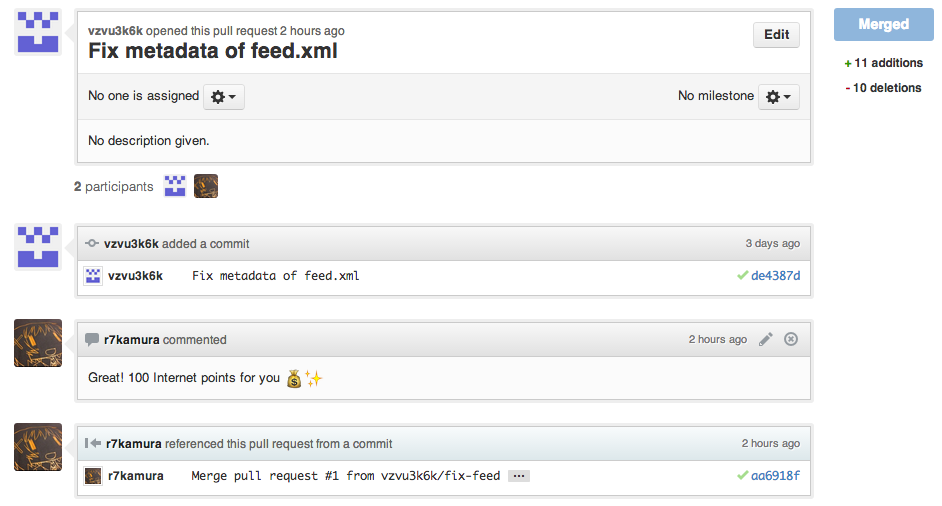 vzvu3k6k opened this pull request 2 hours ago
Edit
Merged
Fix metadata of feed.xml
+ 11 additions
- 10 deletions
No one is assigned
No milestone
No description given.
2 participants
vzvu3k6k added a commit
3 days ago
vzvu3k6k Fix metadata of feed.xml
de4387d
r7kamura commented
2 hours ago
Great! 100 Internet points for you 💰✨
r7kamura referenced this pull request from a commit
2 hours ago
r7kamura Merge pull request #1 from vzvu3k6k/fix-feed ...
aa6918f